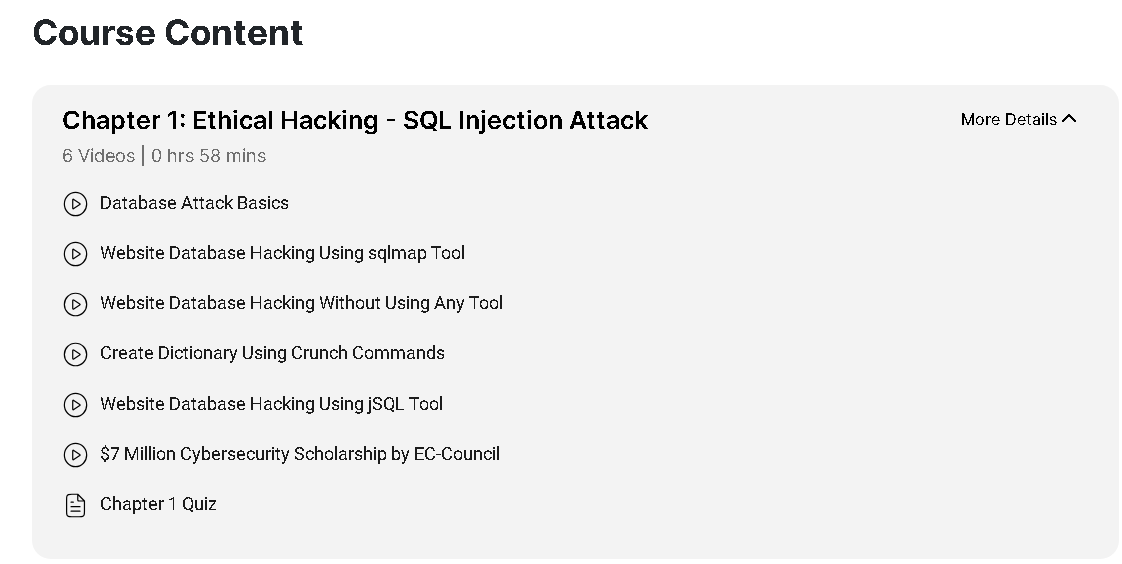 Course Content
Chapter 1: Ethical Hacking - SQL Injection Attack
More Details
6 Videos | 0 hrs 58 mins
Database Attack Basics
Website Database Hacking Using sqlmap Tool
Website Database Hacking Without Using Any Tool
Create Dictionary Using Crunch Commands
Website Database Hacking Using jSQL Tool
$7 Million Cybersecurity Scholarship by EC-Council
Chapter 1 Quiz